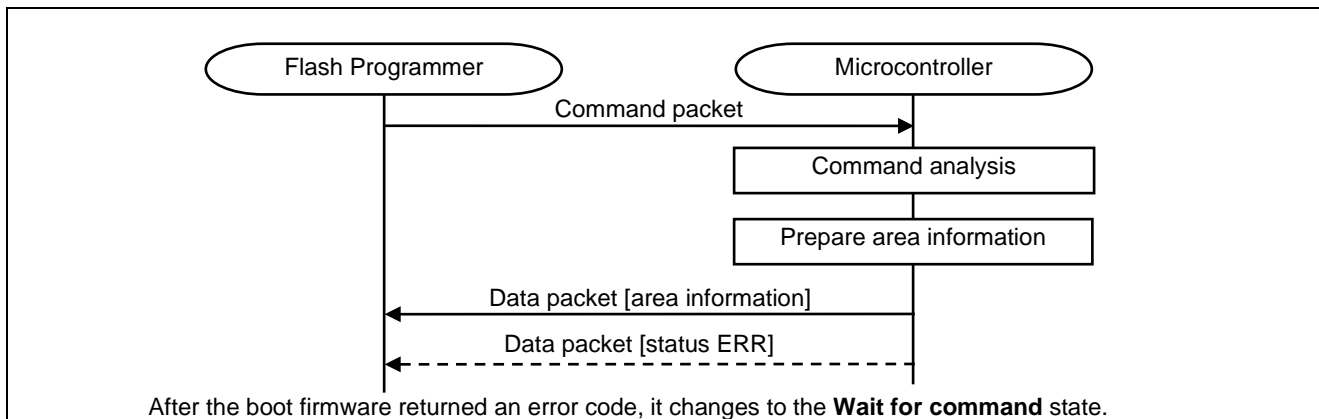 Flash Programmer
Microcontroller
Command packet
Command analysis
Prepare area information
Data packet [area information]
Data packet [status ERR]
After the boot firmware returned an error code, it changes to the Wait for command state.